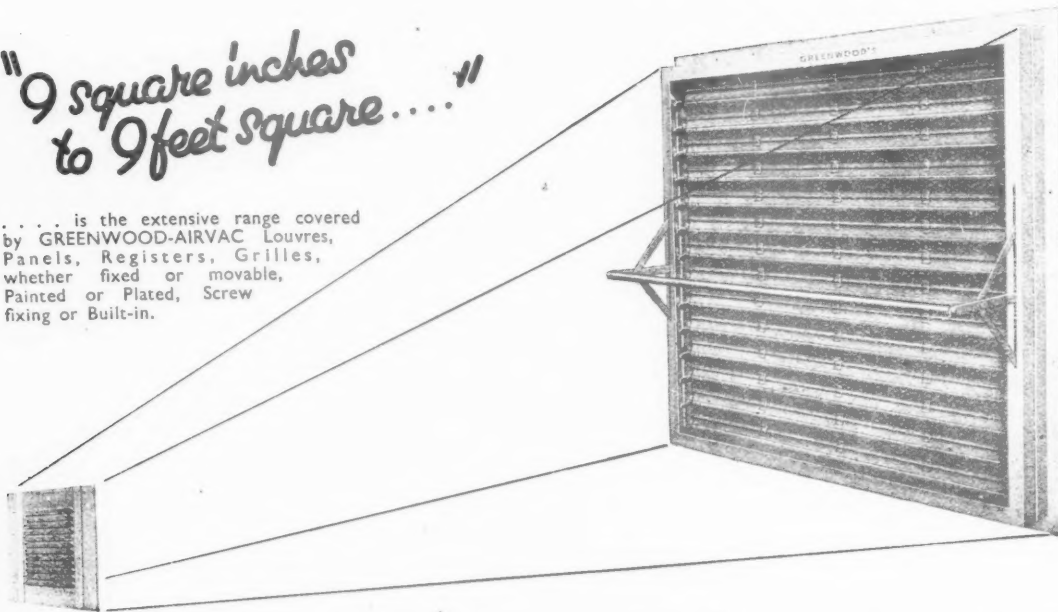 "9 square inches
to 9 feet square...."
. . . . is the extensive range covered
by GREENWOOD-AIRVAC Louvres,
Panels, Registers, Grilles,
whether fixed or movable,
Painted or Plated, Screw
fixing or Built-in.
GREENWOOD'S